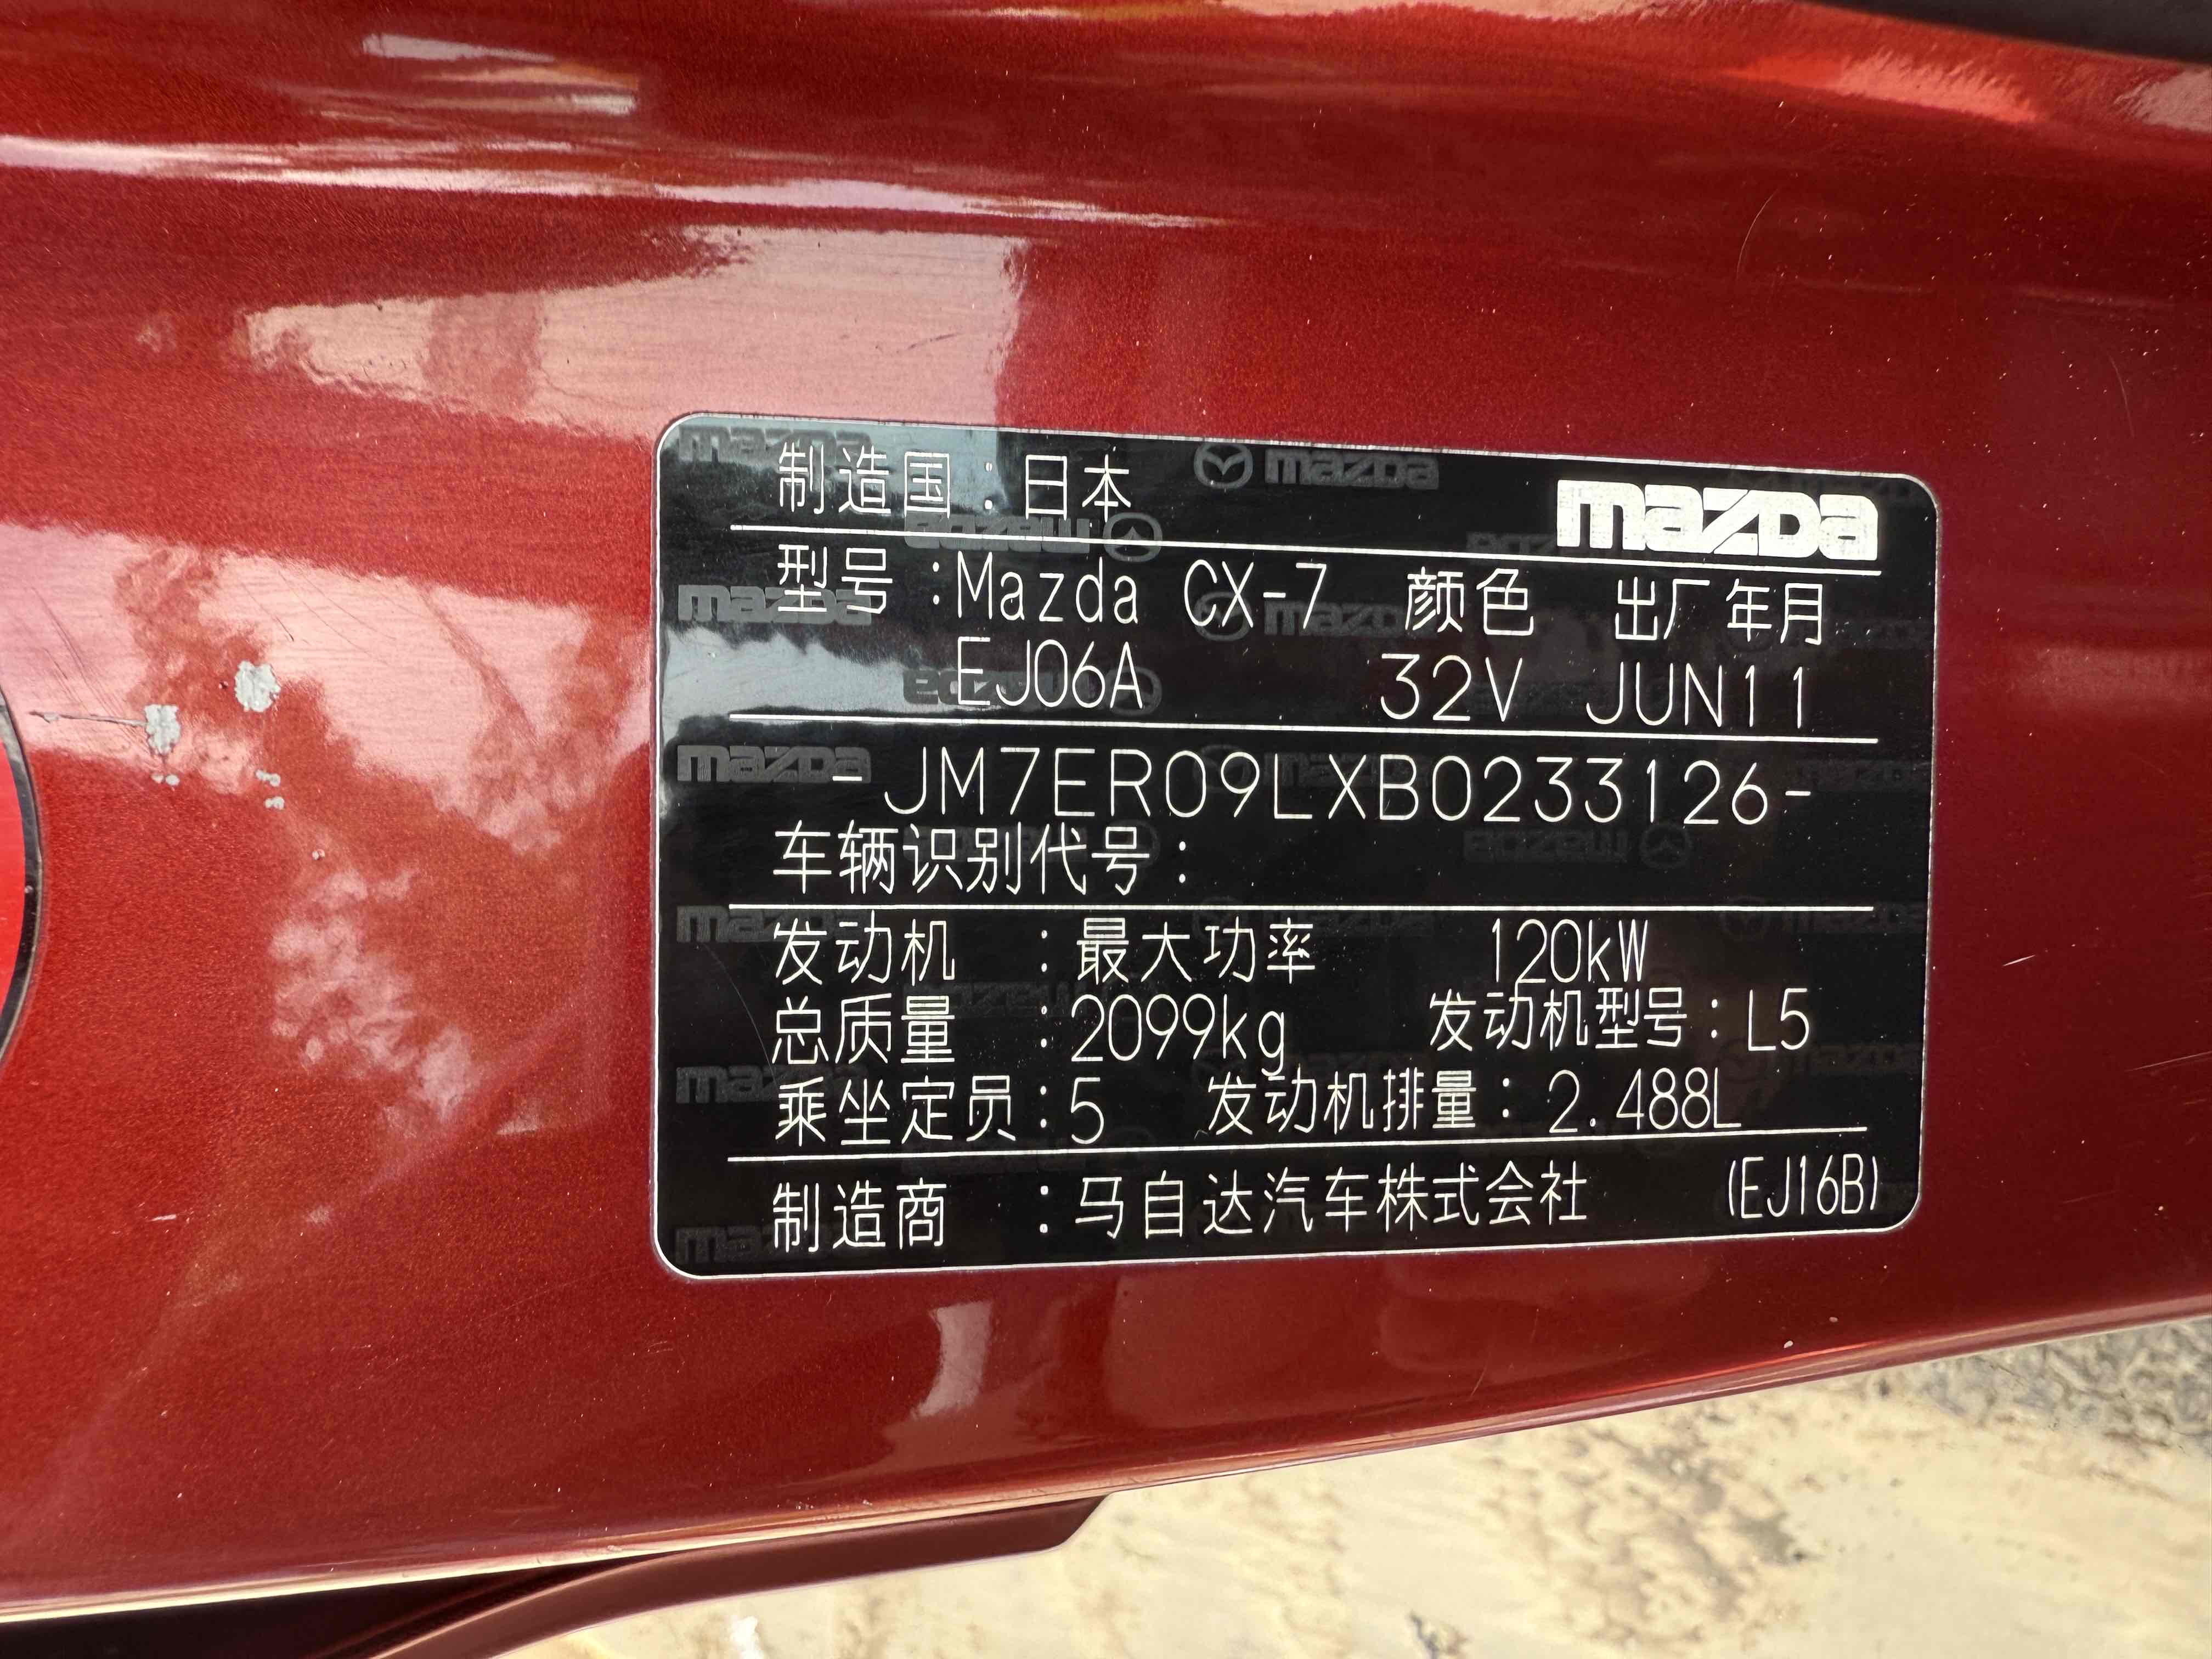 制造国：日本
mazda
型号：Mazda CX-7 颜色 出厂年月
EJ06A 32V JUN11
-JM7ER09LXB0233126-
车辆识别代号：
发动机 ：最大功率 120kW
总质量 ：2099kg 发动机型号：L5
乘坐定员：5 发动机排量：2.488L
制造商 ：马自达汽车株式会社 (EJ16B)